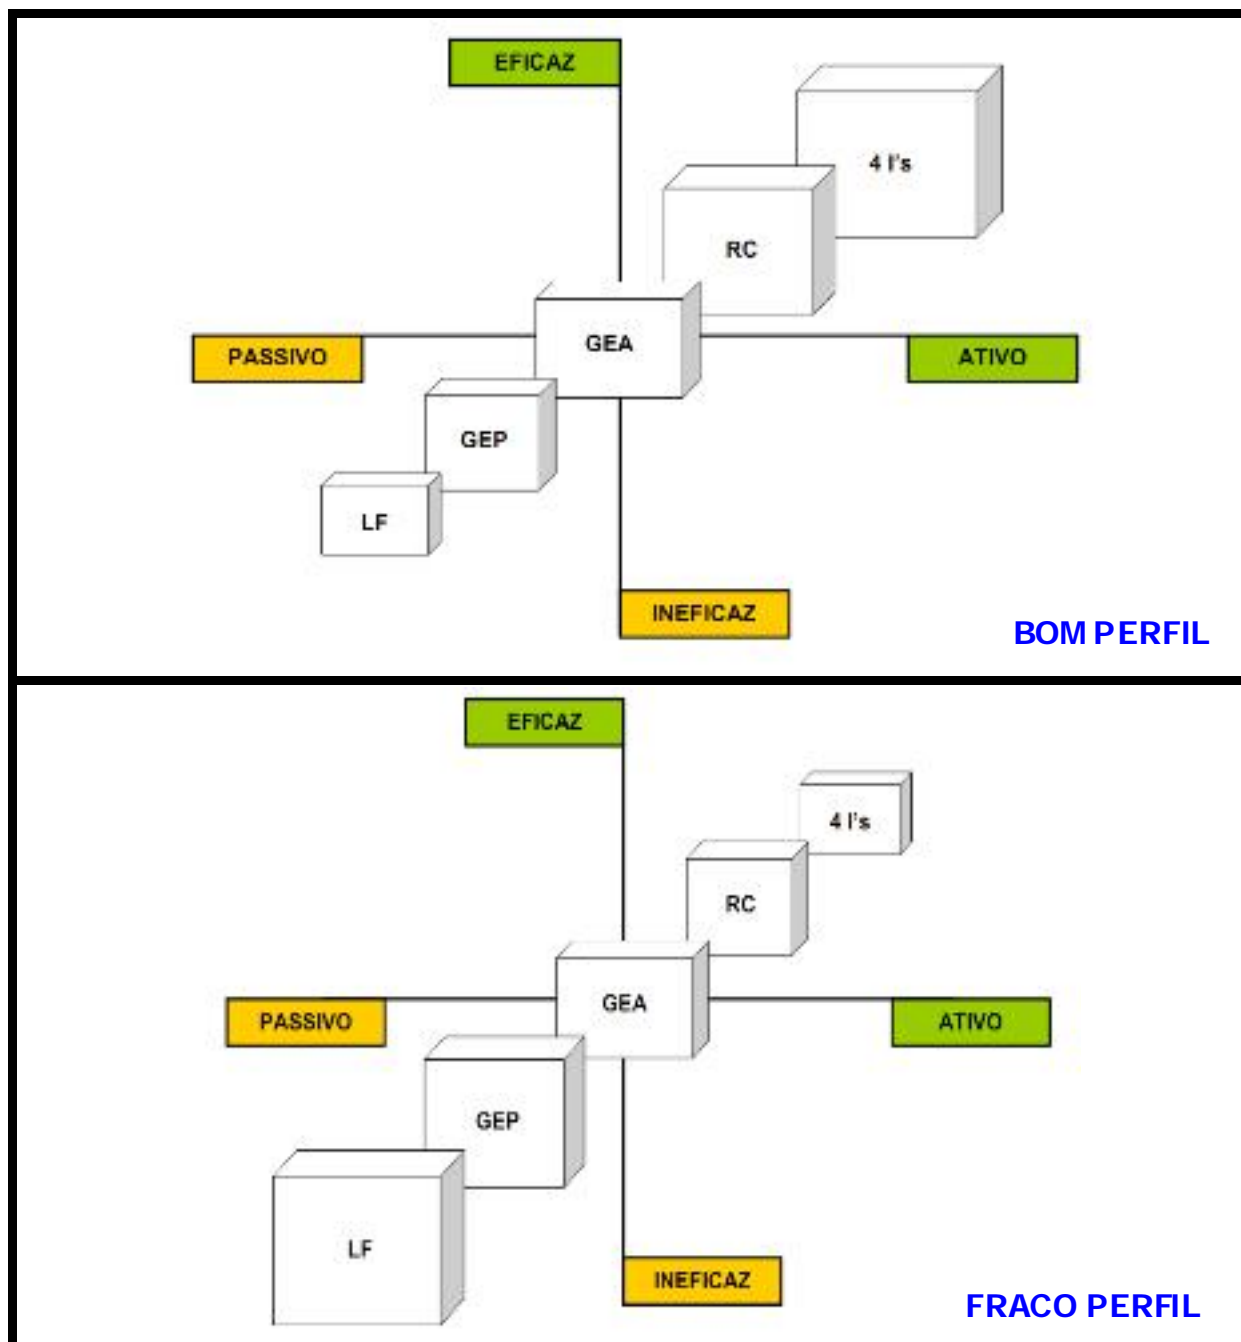 EFICAZ
4 I's
RC
GEA
PASSIVO
ATIVO
GEP
LF
INEFICAZ
BOM PERFIL
EFICAZ
4 I's
RC
GEA
PASSIVO
ATIVO
GEP
LF
INEFICAZ
FRACO PERFIL